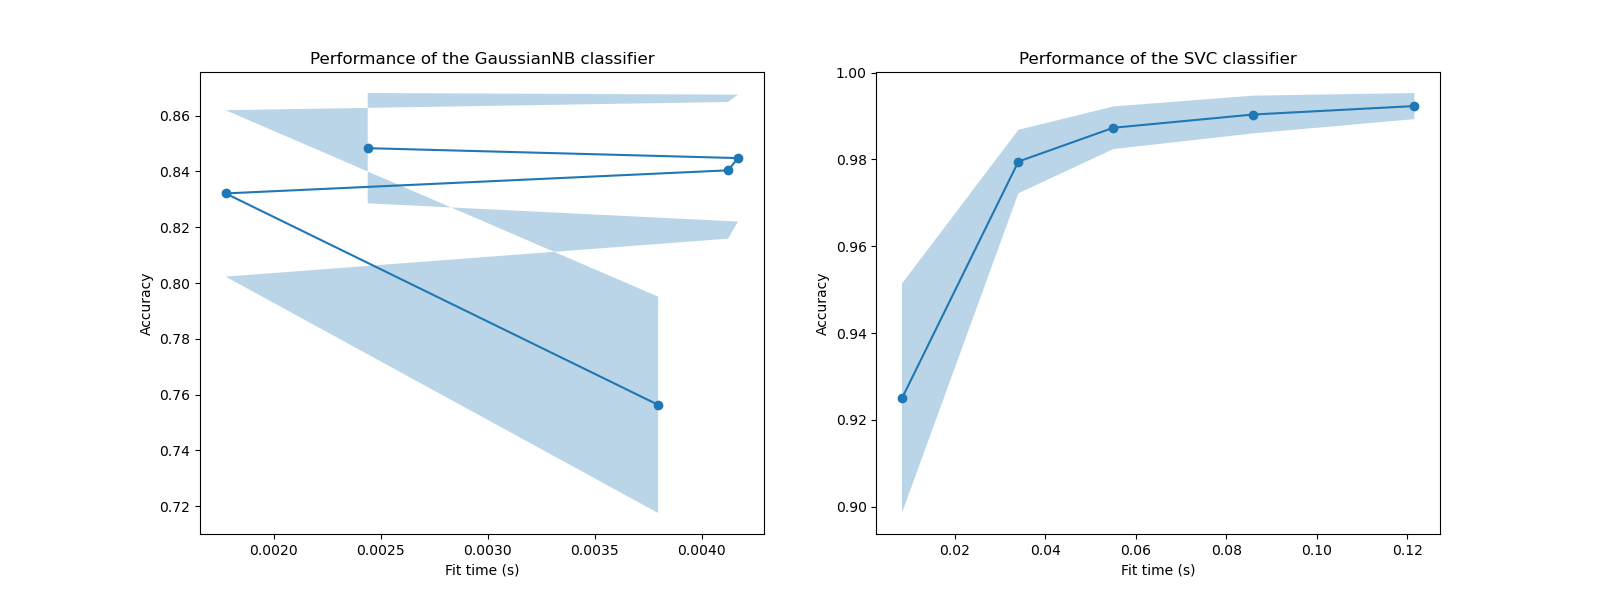 Performance of the GaussianNB classifier
Accuracy
0.86
0.84
0.82
0.80
0.78
0.76
0.74
0.72
0.0020 0.0025 0.0030 0.0035 0.0040
Fit time (s)
Performance of the SVC classifier
Accuracy
1.00
0.98
0.96
0.94
0.92
0.90
0.02 0.04 0.06 0.08 0.10 0.12
Fit time (s)